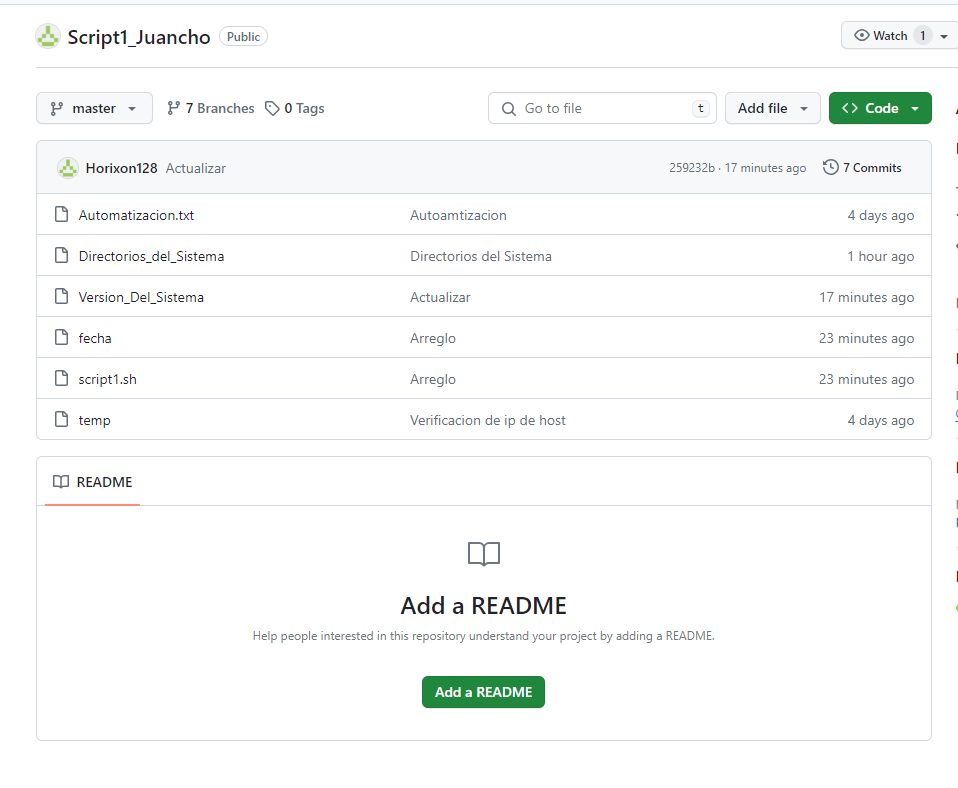 Script1_Juancho Public Watch 1
master 7 Branches 0 Tags Go to file t Add file Code
Horixon128 Actualizar 259232b · 17 minutes ago 7 Commits
Automatizacion.txt Autoamtizacion 4 days ago
Directorios_del_Sistema Directorios del Sistema 1 hour ago
Version_Del_Sistema Actualizar 17 minutes ago
fecha Arreglo 23 minutes ago
script1.sh Arreglo 23 minutes ago
temp Verificacion de ip de host 4 days ago
README
Add a README
Help people interested in this repository understand your project by adding a README.
Add a README